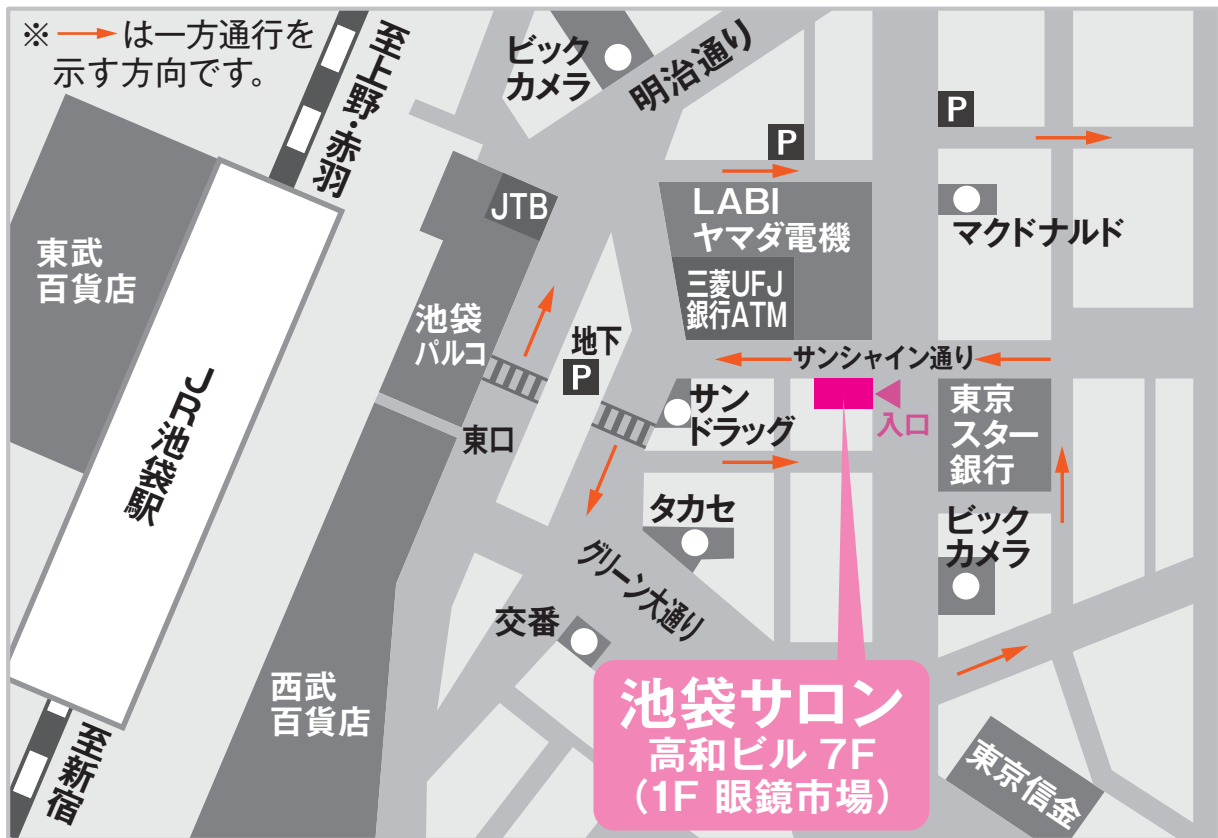 ※→は一方通行を
示す方向です。
至上野・赤羽
ビック
カメラ
明治通り
P
P
JTB
LABI
ヤマダ電機
マクドナルド
東武
百貨店
三菱UFJ
銀行ATM
池袋
パルコ
地下
P
サンシャイン通り
JR池袋駅
サン
ドラッグ
入口
東京
スター
銀行
東口
タカセ
ビック
カメラ
グリーン大通り
交番
西武
百貨店
池袋サロン
高和ビル 7F
(1F 眼鏡市場)
至新宿
東京信金